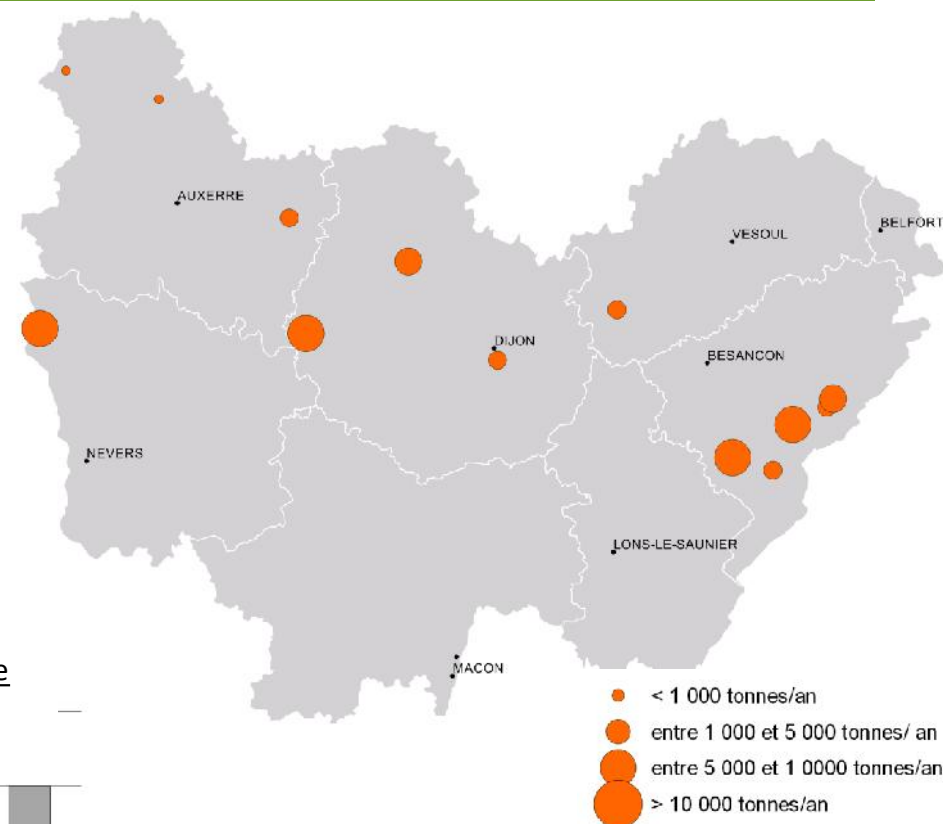 AUXERRE
BELFORT
VESOUL
DIJON
BESANCON
NEVERS
LONS-LE-SAUNIER
MACON
e
< 1 000 tonnes/an
entre 1 000 et 5 000 tonnes/ an
entre 5 000 et 1 0000 tonnes/an
> 10 000 tonnes/an